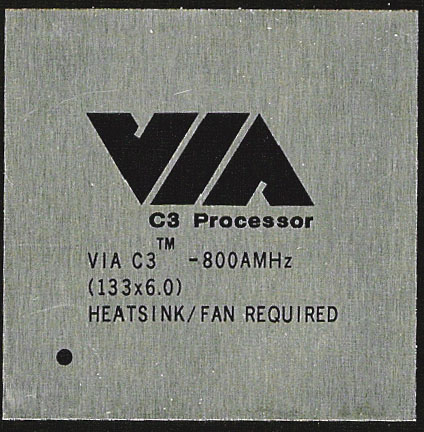 VIA
C3 Processor
VIA C3™ -800AMHz
(133x6.0)
HEATSINK/FAN REQUIRED